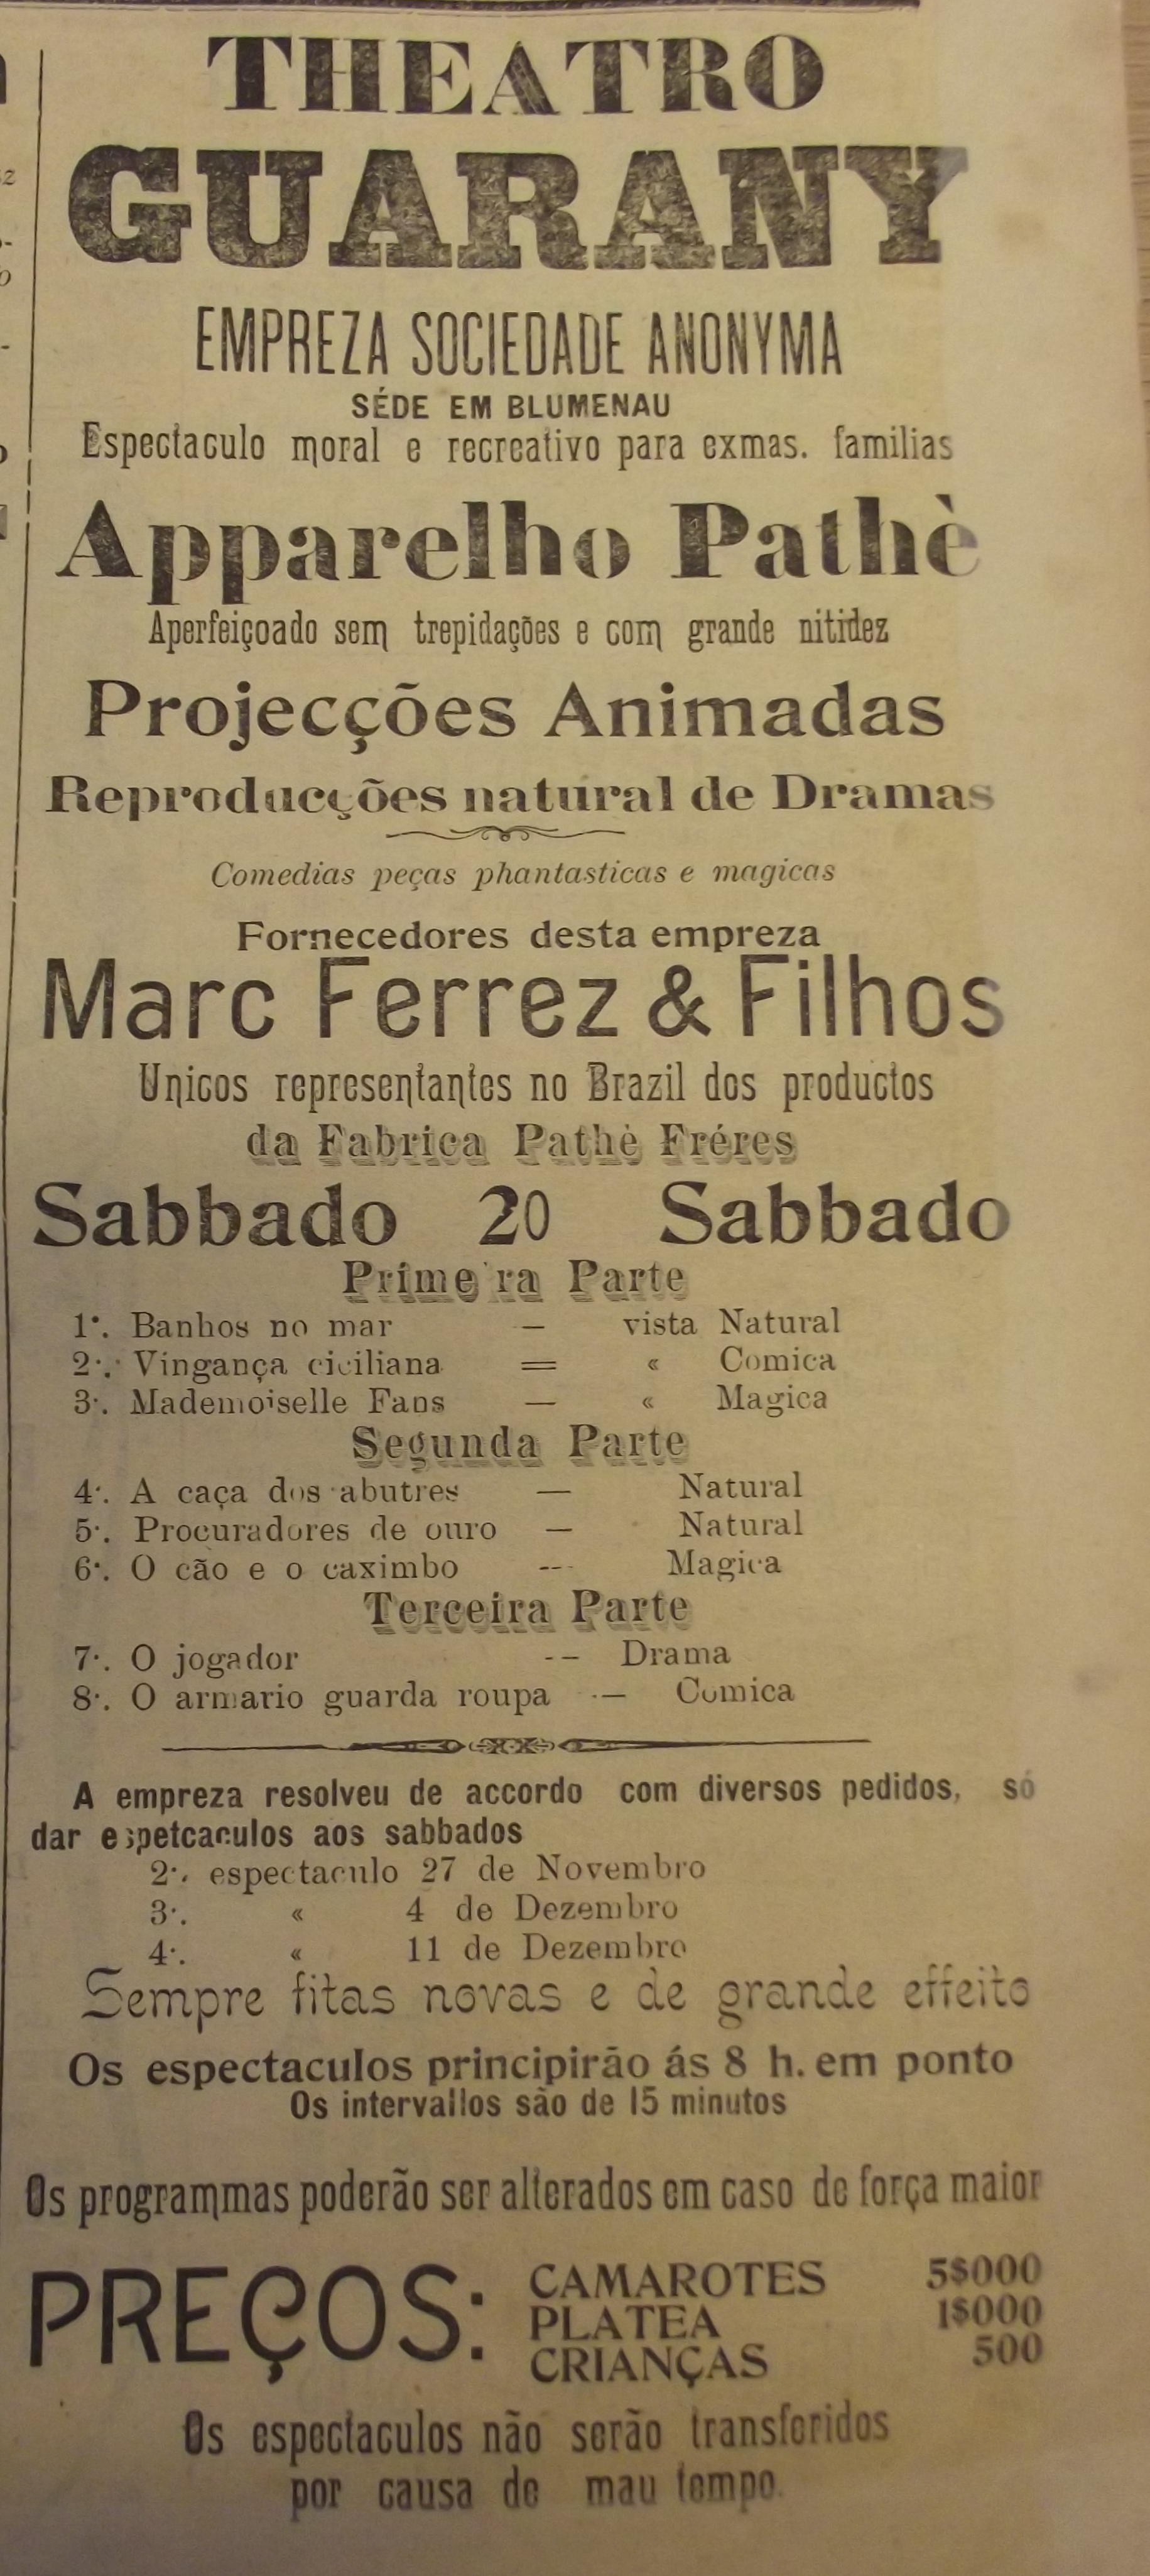 THEATRO
GUARANY
EMPREZA SOCIEDADE ANONYMA
SÉDE EM BLUMENAU
Espectaculo moral e recreativo para exmas. familias
Apparelho Pathè
Aperfeiçoado sem trepidações e com grande nitidez
Projecções Animadas
Reproducções natural de Dramas
Comedias peças phantasticas e magicas
Fornecedores desta empreza
Marc Ferrez & Filhos
Unicos representantes no Brazil dos productos
da Fabrica Pathè Fréres
Sabbado 20 Sabbado
Primeira Parte
1·. Banhos no mar — vista Natural
2·. Vingança ciciliana = « Comica
3·. Mademoiselle Fans — « Magica
Segunda Parte
4·. A caça dos abutres — Natural
5·. Procuradores de ouro — Natural
6·. O cão e o caximbo --- Magica
Terceira Parte
7·. O jogador -- Drama
8·. O armario guarda roupa -— Comica
A empreza resolveu de accordo com diversos pedidos, só
dar espetcaculos aos sabbados
2·. espectaculo 27 de Novembro
3·. « 4 de Dezembro
4·. « 11 de Dezembro
Sempre fitas novas e de grande effeito
Os espectaculos principirão ás 8 h. em ponto
Os intervallos são de 15 minutos
Os programmas poderão ser alterados em caso de força maior
PREÇOS: CAMAROTES 5$000
PLATEA 1$000
CRIANÇAS 500
Os espectaculos não serão transferidos
por causa de mau tempo.